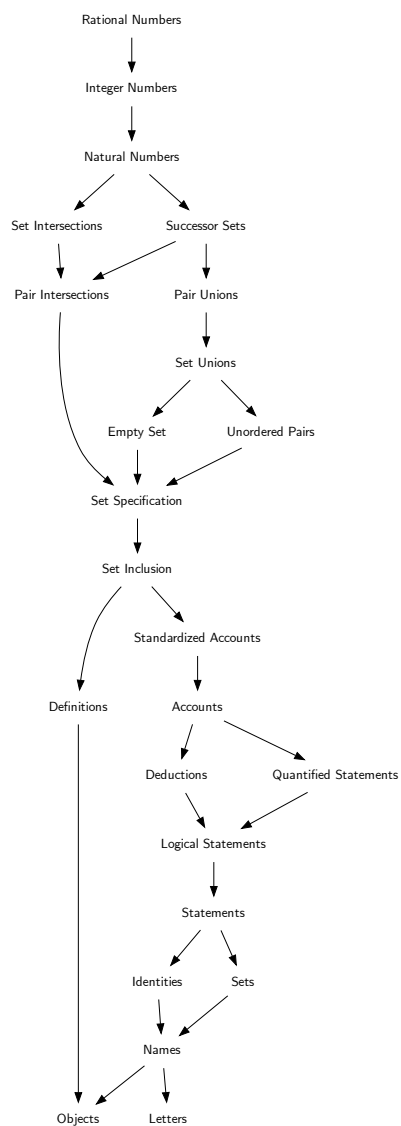 Rational Numbers
Integer Numbers
Natural Numbers
Set Intersections
Successor Sets
Pair Intersections
Pair Unions
Set Unions
Empty Set
Unordered Pairs
Set Specification
Set Inclusion
Standardized Accounts
Definitions
Accounts
Deductions
Quantified Statements
Logical Statements
Statements
Identities
Sets
Names
Objects
Letters